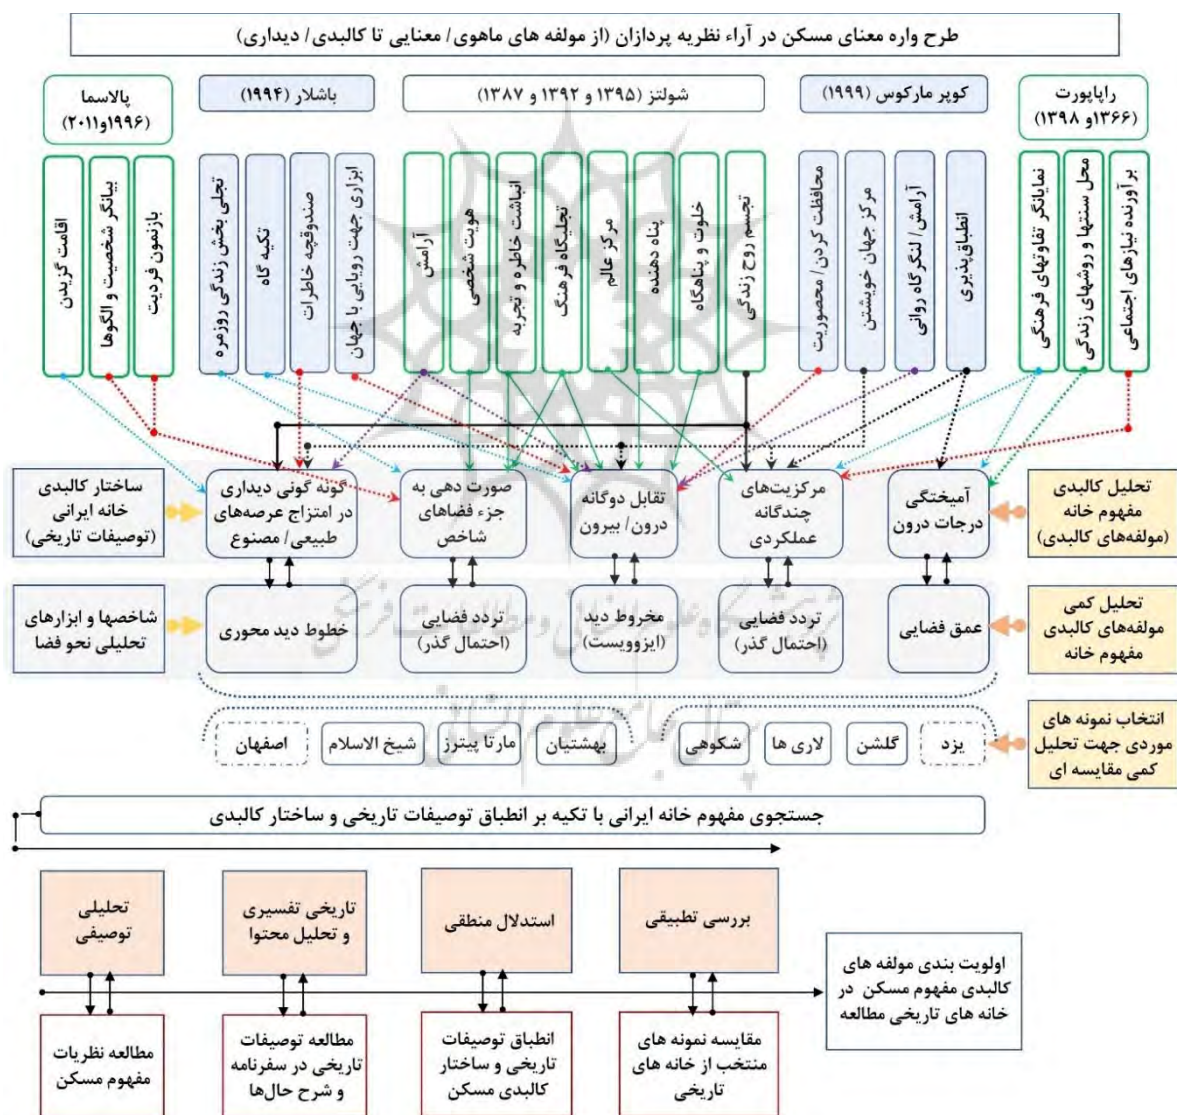 طرح واره معنای مسکن در آراء نظریه پردازان (از مولفه های ماهوی/ معنایی تا کالبدی/ دیداری)
راپاپورت
(۱۳۶۶و ۱۳۹۸)
کوپر مارکوس (۱۹۹۹)
شولتز (۱۳۹۵ و ۱۳۹۲ و ۱۳۸۷)
باشلار (۱۹۹۴)
پالاسما
(۱۹۹۶و۲۰۱۱)
برآورنده نیازهای اجتماعی
محل سنتها و روشهای زندگی
نمایانگر تفاوتهای فرهنگی
انطباق‌پذیری
آرامش/ لنگرگاه روانی
مرکز جهان خویشتن
محافظت کردن/ محصوریت
تجسم روح زندگی
خلوت و پناهگاه
پناه دهنده
مرکز عالم
تجلیگاه فرهنگ
انباشت خاطره و تجربه
هویت شخصی
آرامش
ابزاری جهت رویایی با جهان
صندوقچه خاطرات
تکیه گاه
تجلی بخش زندگی روزمره
بازنمون فردیت
بیانگر شخصیت و الگوها
اقامت گزیدن
تحلیل کالبدی
مفهوم خانه
(مولفه‌های کالبدی)
آمیختگی
درجات درون
مرکزیت‌های
چندگانه
عملکردی
تقابل دوگانه
درون/ بیرون
صورت دهی به
جزء فضاهای
شاخص
گونه گونی دیداری
در امتزاج عرصه‌های
طبیعی/ مصنوع
ساختار کالبدی
خانه ایرانی
(توصیفات تاریخی)
تحلیل کمی
مولفه‌های کالبدی
مفهوم خانه
عمق فضایی
تردد فضایی
(احتمال گذر)
مخروط دید
(ایزوویست)
تردد فضایی
(احتمال گذر)
خطوط دید محوری
شاخصها و ابزارهای
تحلیلی نحو فضا
پژوهشگاه علوم انسانی و مطالعات فرهنگی
پرتال جامع علوم انسانی
انتخاب نمونه های
موردی جهت تحلیل
کمی مقایسه ای
یزد
گلشن
لاری ها
شکوهی
بهشتیان
مارتا پیترز
شیخ الاسلام
اصفهان
جستجوی مفهوم خانه ایرانی با تکیه بر انطباق توصیفات تاریخی و ساختار کالبدی
تحلیلی
توصیفی
تاریخی تفسیری
و تحلیل محتوا
استدلال منطقی
بررسی تطبیقی
اولویت بندی مولفه های
کالبدی مفهوم مسکن در
خانه های تاریخی مطالعه
مطالعه نظریات
مفهوم مسکن
مطالعه توصیفات
تاریخی در سفرنامه
و شرح حال‌ها
انطباق توصیفات
تاریخی و ساختار
کالبدی مسکن
مقایسه نمونه های
منتخب از خانه های
تاریخی